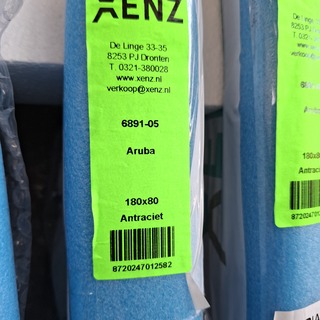 XENZ
De Linge 33-35
8253 PJ Dronten
T. 0321-380028
www.xenz.nl
verkoop@xenz.nl
6891-05
Aruba
180x80
Antraciet
8720247012582